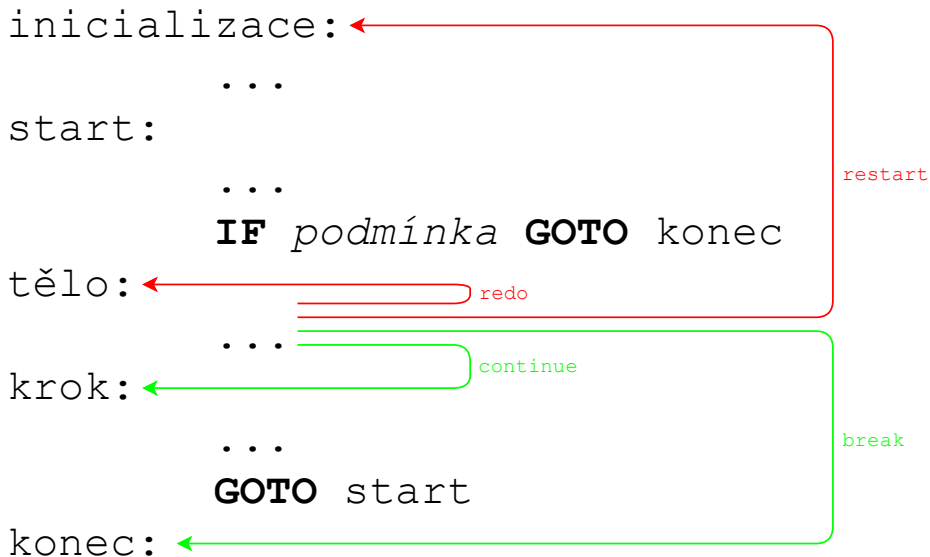 inicializace:
...
start:
restart
...
IF podmínka GOTO konec
tělo:
redo
...
continue
krok:
break
...
GOTO start
konec: